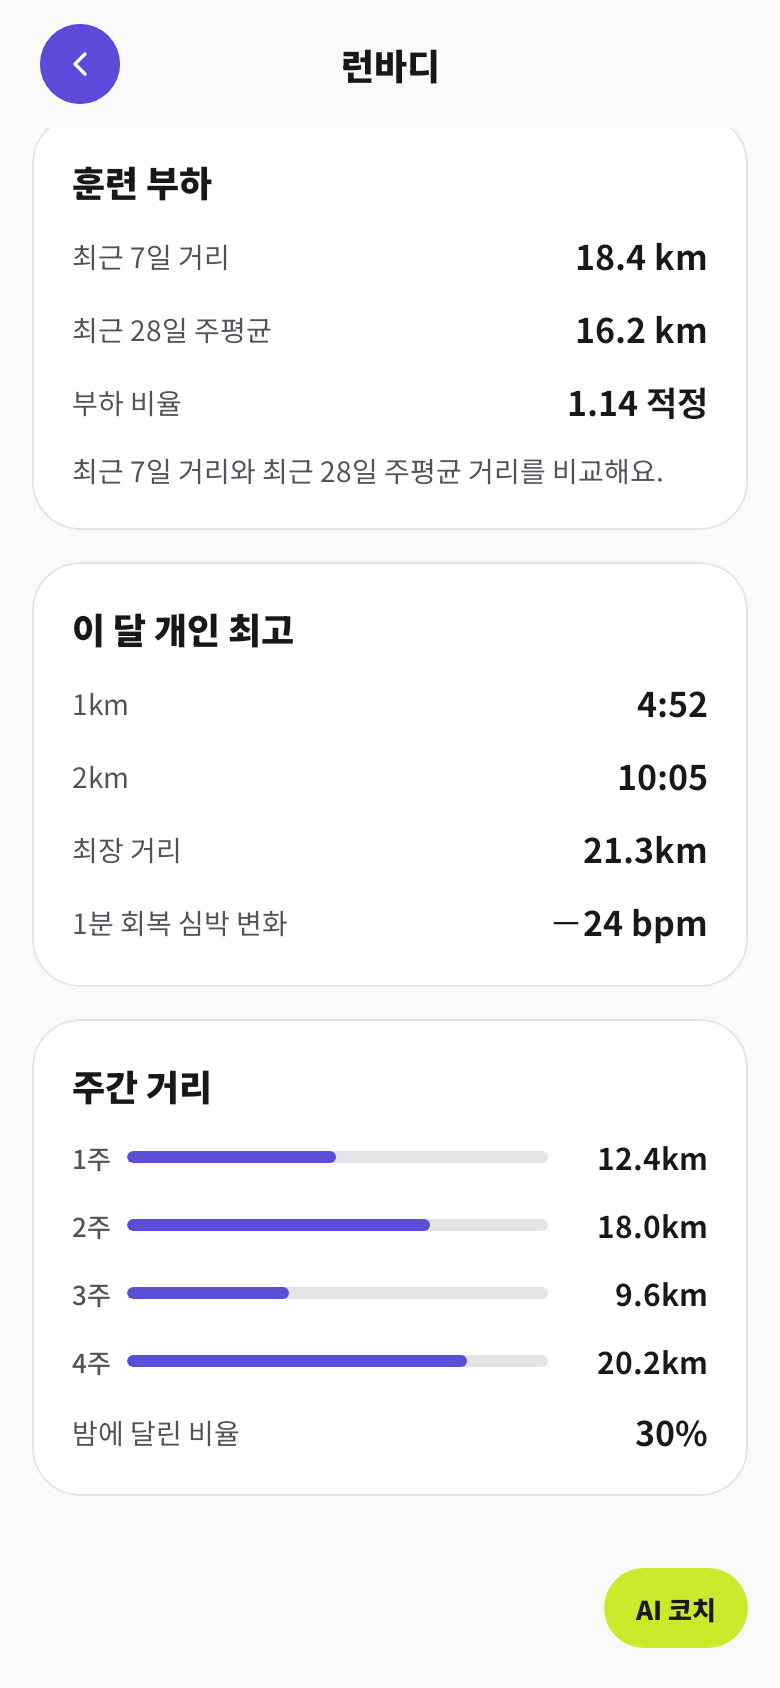 런바디
훈련 부하
최근 7일 거리 18.4 km
최근 28일 주평균 16.2 km
부하 비율 1.14 적정
최근 7일 거리와 최근 28일 주평균 거리를 비교해요.
이 달 개인 최고
1km 4:52
2km 10:05
최장 거리 21.3km
1분 회복 심박 변화 −24 bpm
주간 거리
1주 12.4km
2주 18.0km
3주 9.6km
4주 20.2km
밤에 달린 비율 30%
AI 코치